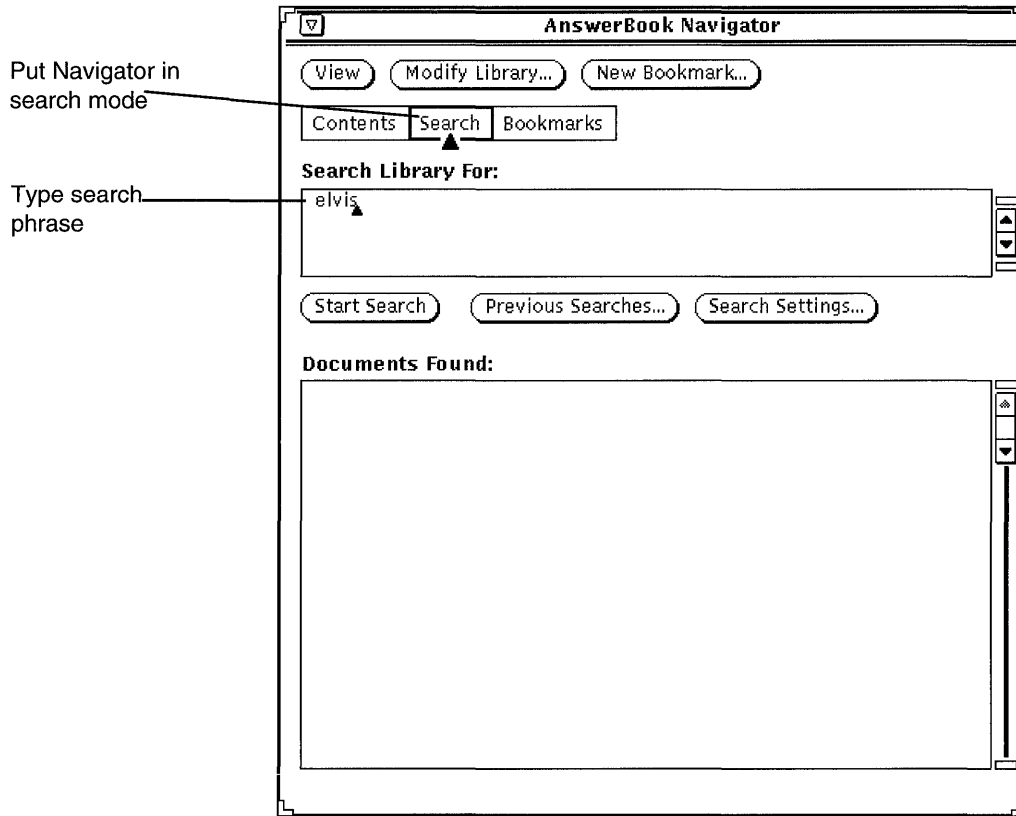 AnswerBook Navigator
Put Navigator in
search mode
View Modify Library... New Bookmark...
Contents Search Bookmarks
Search Library For:
Type search
phrase
elvis
Start Search Previous Searches... Search Settings...
Documents Found: